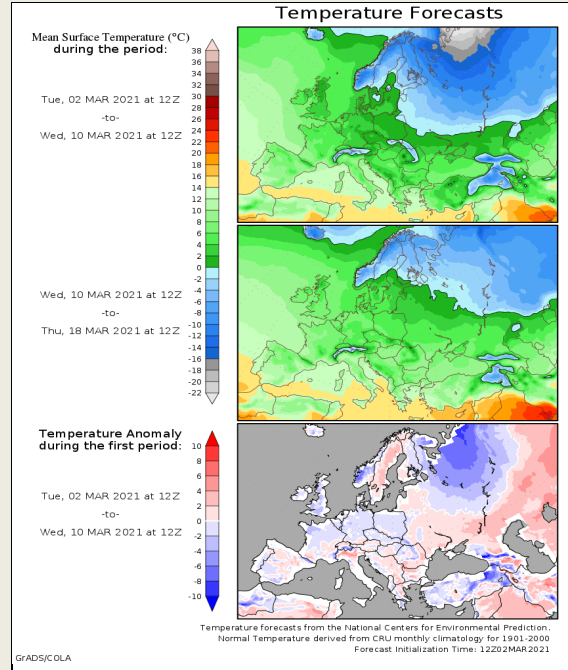 Temperature Forecasts
Mean Surface Temperature (°C)
during the period:
Tue, 02 MAR 2021 at 12Z
-to-
Wed, 10 MAR 2021 at 12Z
38
36
34
32
30
28
26
24
22
20
18
16
14
12
10
8
6
4
2
0
-2
-4
-6
-8
-10
-12
-14
-16
-18
-20
-22
Wed, 10 MAR 2021 at 12Z
-to-
Thu, 18 MAR 2021 at 12Z
Temperature Anomaly
during the first period:
Tue, 02 MAR 2021 at 12Z
-to-
Wed, 10 MAR 2021 at 12Z
10
8
6
4
2
0
-2
-4
-6
-8
-10
Temperature forecasts from the National Centers for Environmental Prediction.
Normal Temperature derived from CRU monthly climatology for 1901-2000
Forecast Initialization Time: 12Z02MAR2021
GrADS/COLA